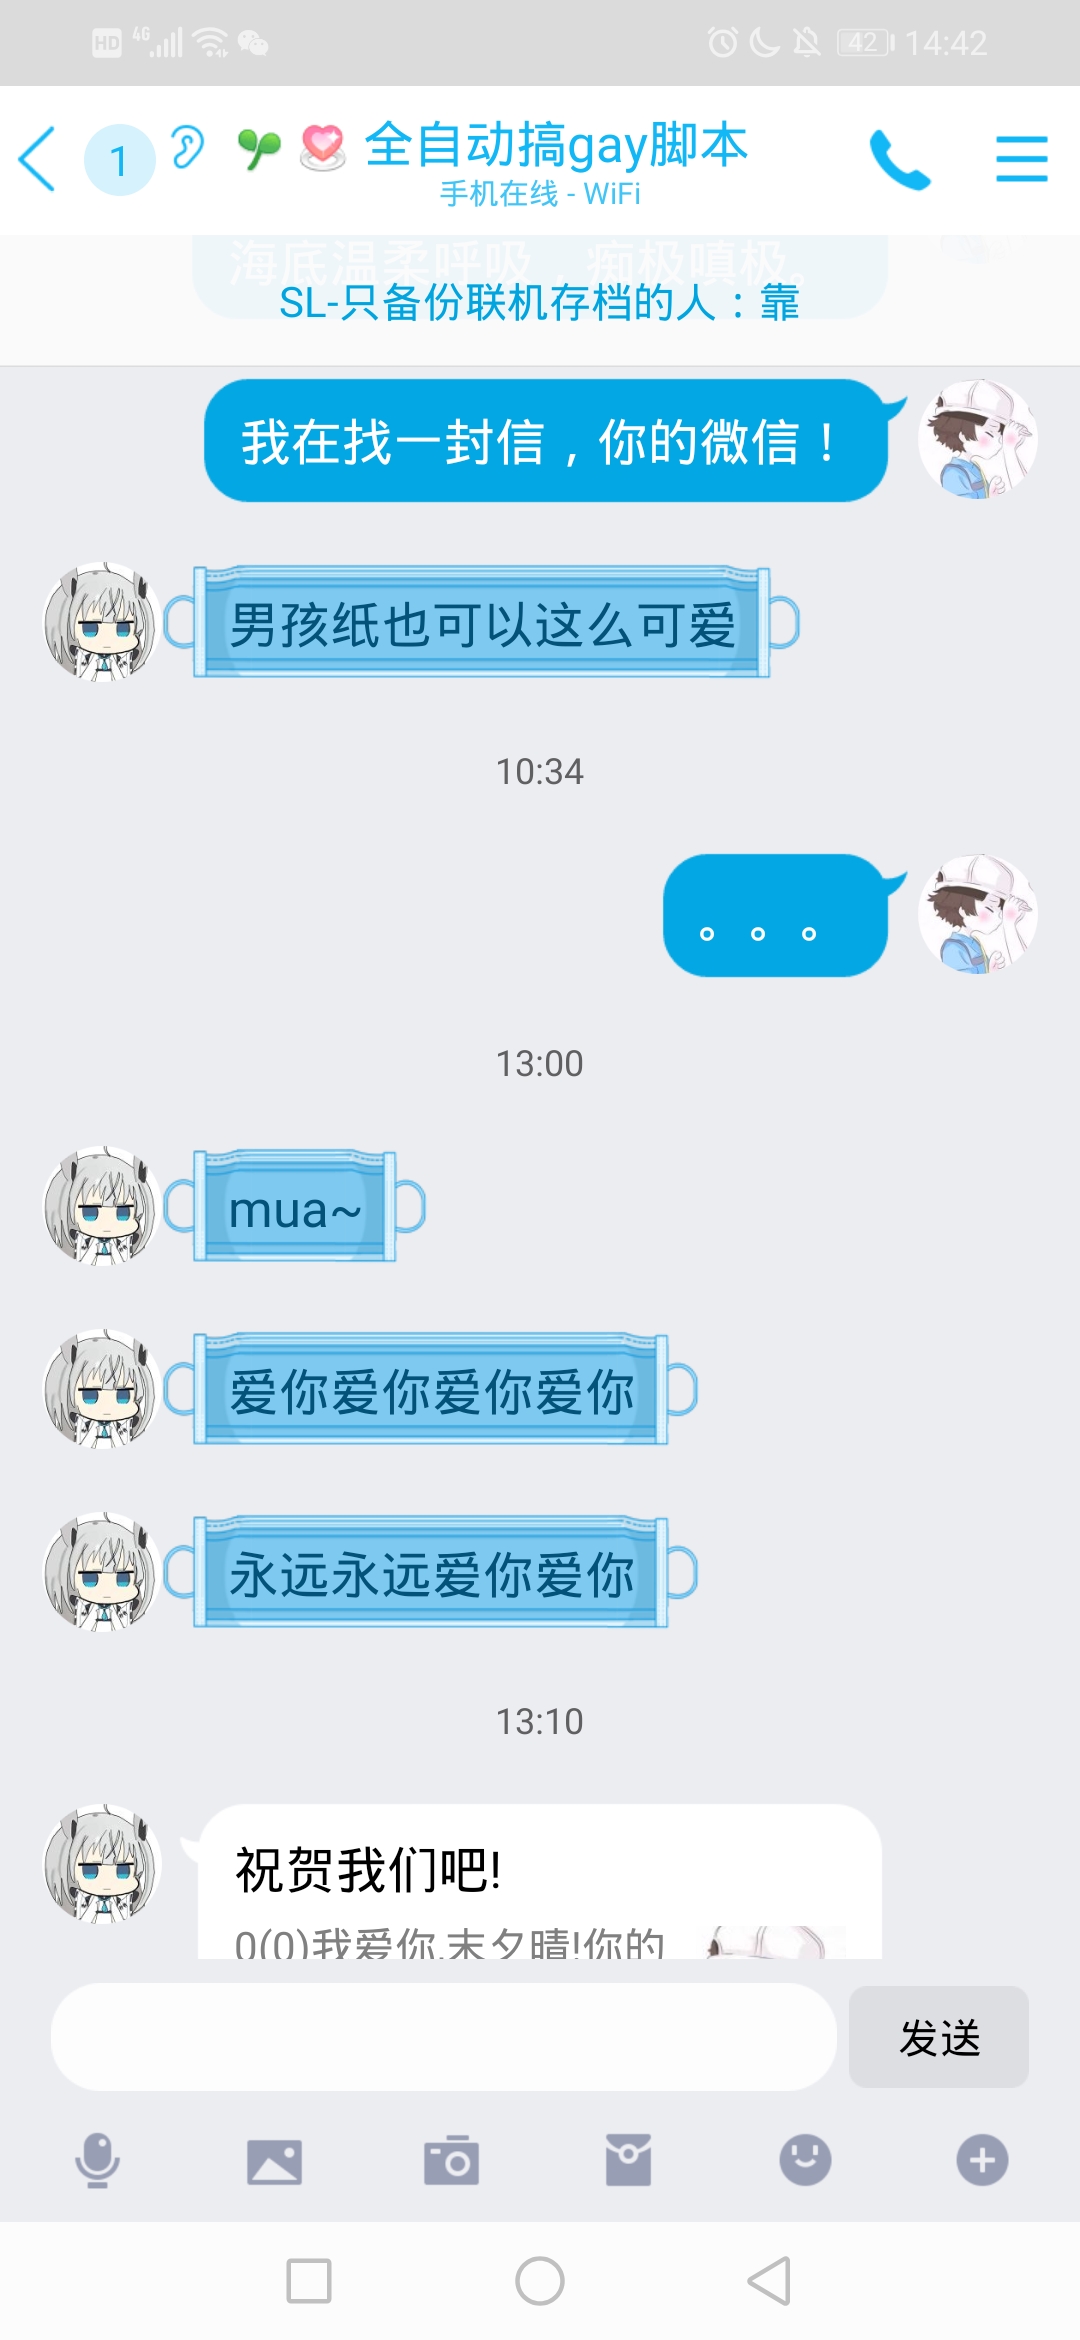 HD 4G 42 14:42
1 全自动搞gay脚本
手机在线 - WiFi
海底温柔呼吸，痴极嗔极。
SL-只备份联机存档的人：靠
我在找一封信，你的微信！
男孩纸也可以这么可爱
10:34
。。。
13:00
mua~
爱你爱你爱你爱你
永远永远爱你爱你
13:10
祝贺我们吧!
0(0)我爱你,末夕晴!你的
发送